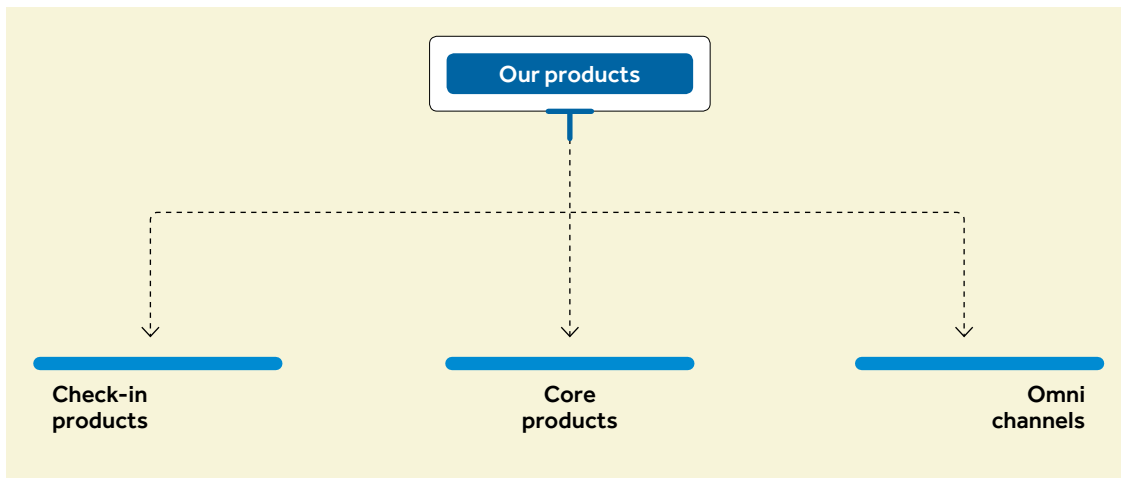 Our products
Check-in
products
Core
products
Omni
channels